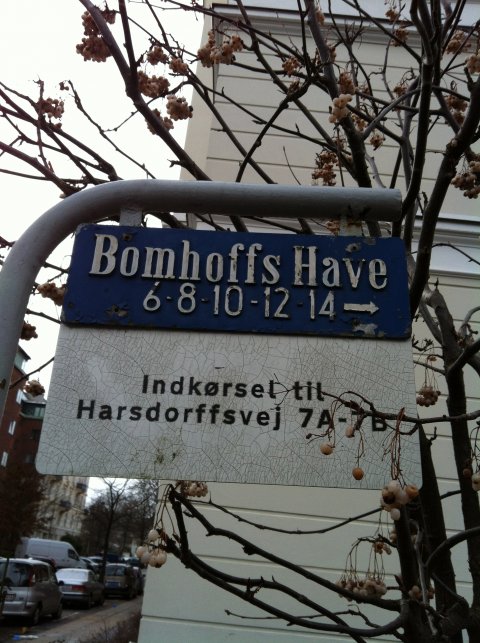 Bomhoffs Have
6-8-10-12-14→
Indkørsel til
Harsdorffsvej 7A-7B